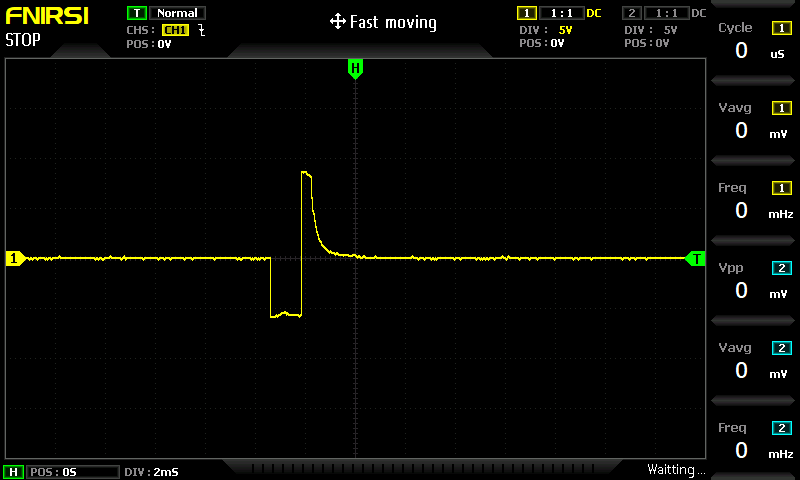 FNIRSI
STOP
T Normal
CHS: CH1
POS: 0V
Fast moving
1 1:1 DC
DIV: 5V
POS: 0V
2 1:1 DC
DIV: 5V
POS: 0V
H
1
T
Cycle 1
0 uS
Vavg 1
0 mV
Freq 1
0 mHz
Vpp 2
0 mV
Vavg 2
0 mV
Freq 2
0 mHz
H POS: 0S DIV: 2mS
Waitting...